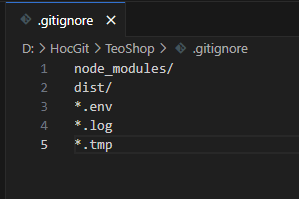 .gitignore
D: > HocGit > TeoShop > .gitignore
1 node_modules/
2 dist/
3 *.env
4 *.log
5 *.tmp